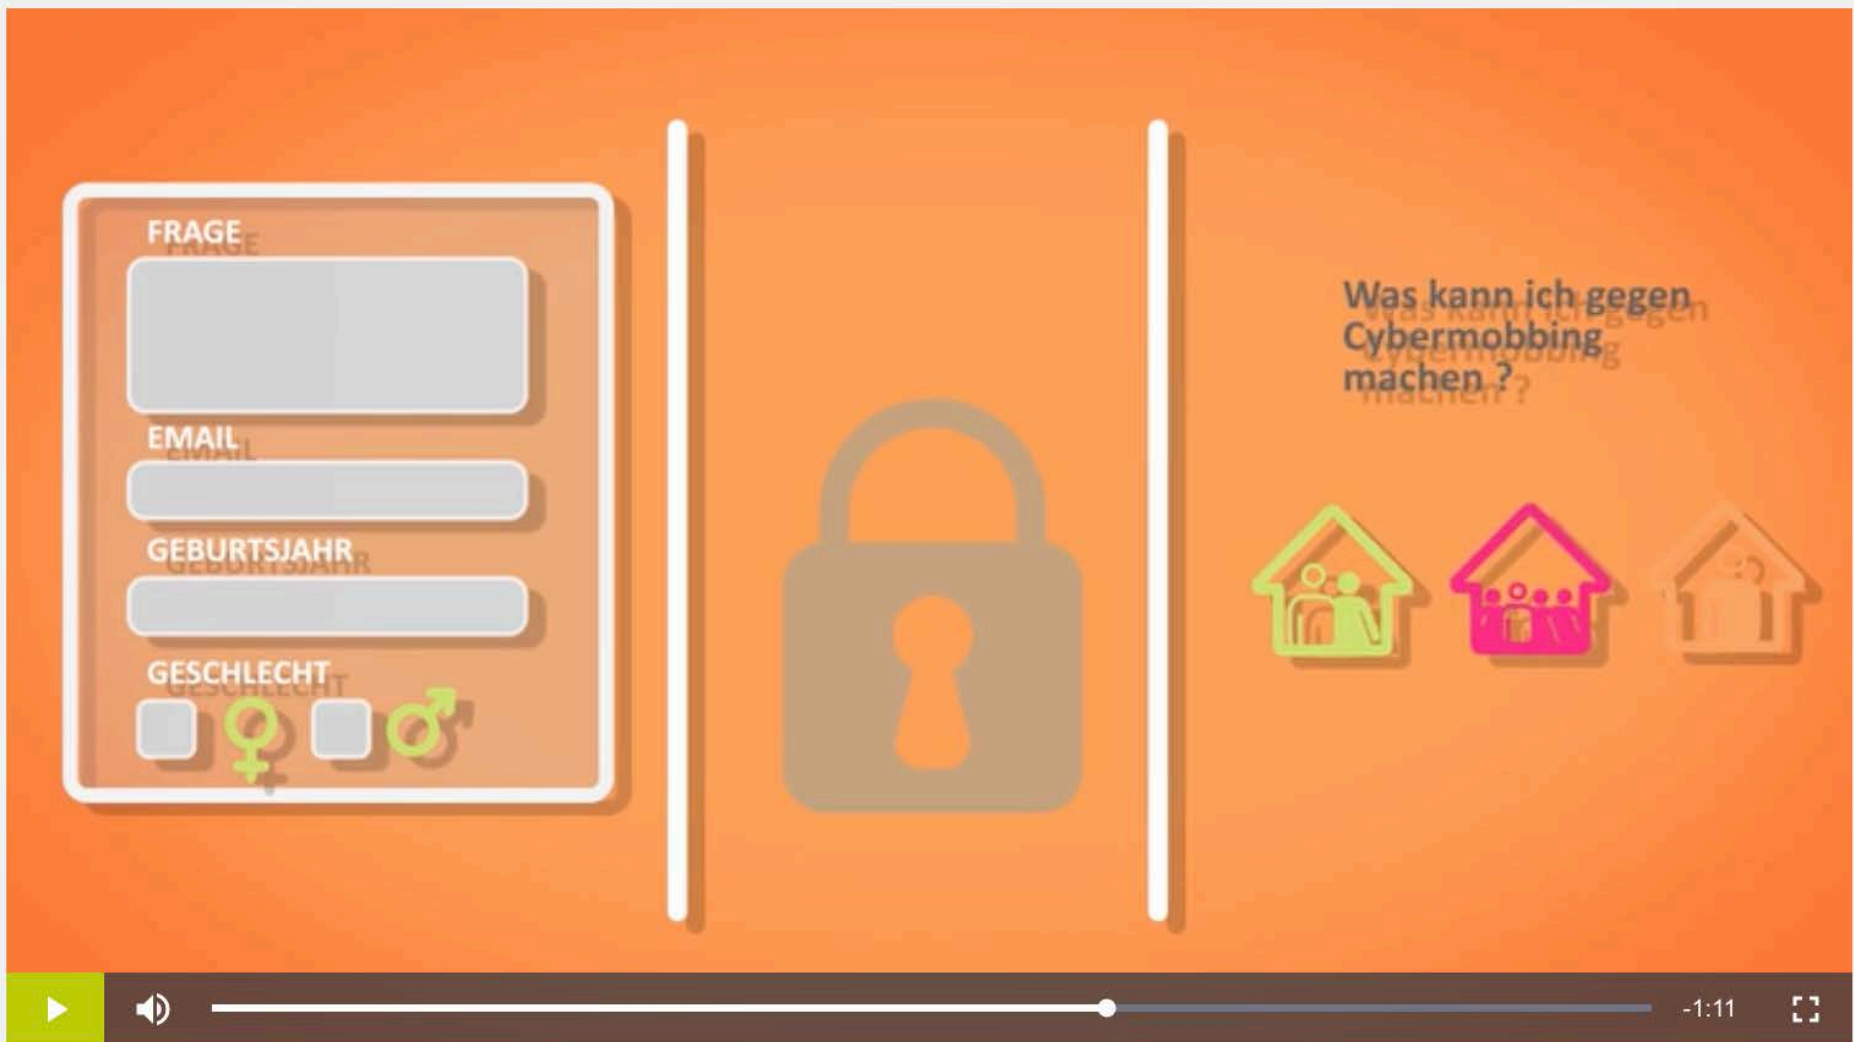 FRAGE
EMAIL
GEBURTSJAHR
GESCHLECHT
Was kann ich gegen
Cybermobbing
machen ?
-1:11